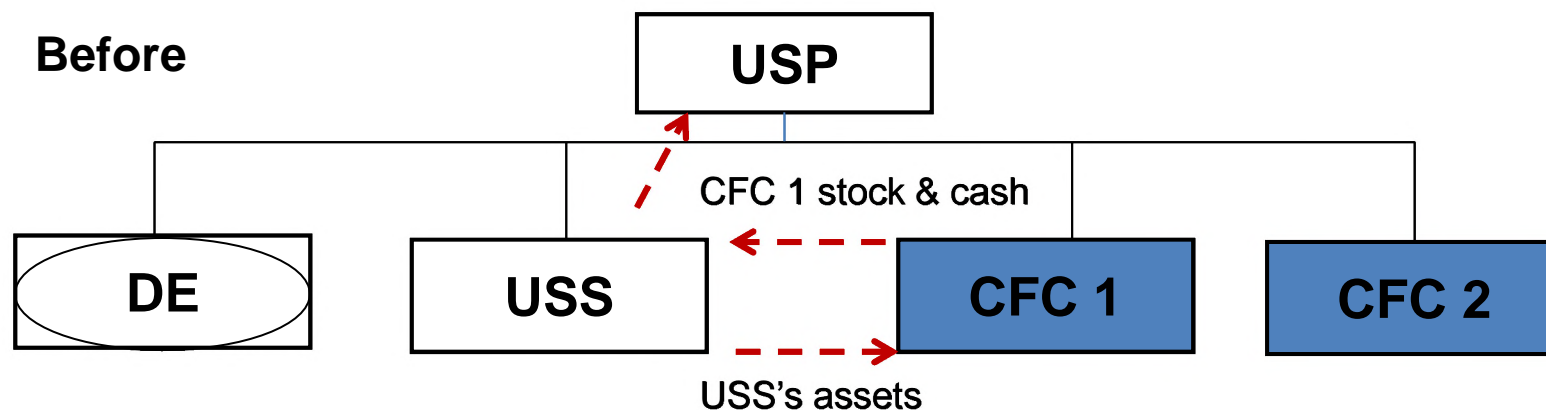 Before
USP
CFC 1 stock & cash
DE
USS
CFC 1
CFC 2
USS's assets